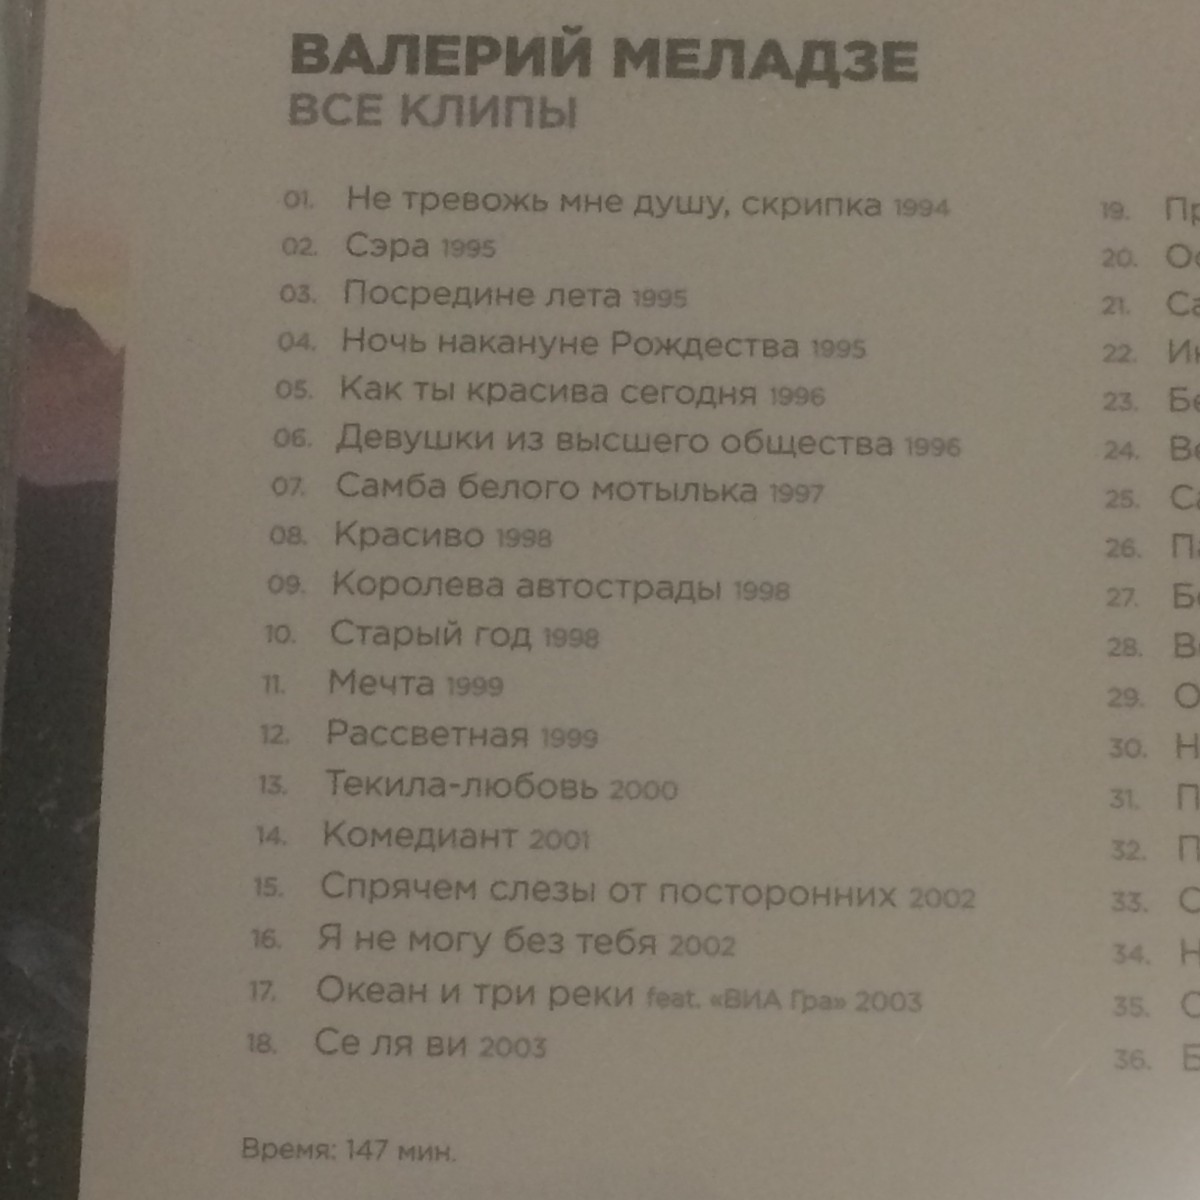 ВАЛЕРИЙ МЕЛАДЗЕ
ВСЕ КЛИПЫ
01. Не тревожь мне душу, скрипка 1994
02. Сэра 1995
03. Посредине лета 1995
04. Ночь накануне Рождества 1995
05. Как ты красива сегодня 1996
06. Девушки из высшего общества 1996
07. Самба белого мотылька 1997
08. Красиво 1998
09. Королева автострады 1998
10. Старый год 1998
11. Мечта 1999
12. Рассветная 1999
13. Текила-любовь 2000
14. Комедиант 2001
15. Спрячем слезы от посторонних 2002
16. Я не могу без тебя 2002
17. Океан и три реки feat. «ВИА Гра» 2003
18. Се ля ви 2003
Время: 147 мин.
19.
20.
21.
22.
23.
24.
25.
26.
27.
28.
29.
30.
31.
32.
33.
34.
35.
36.